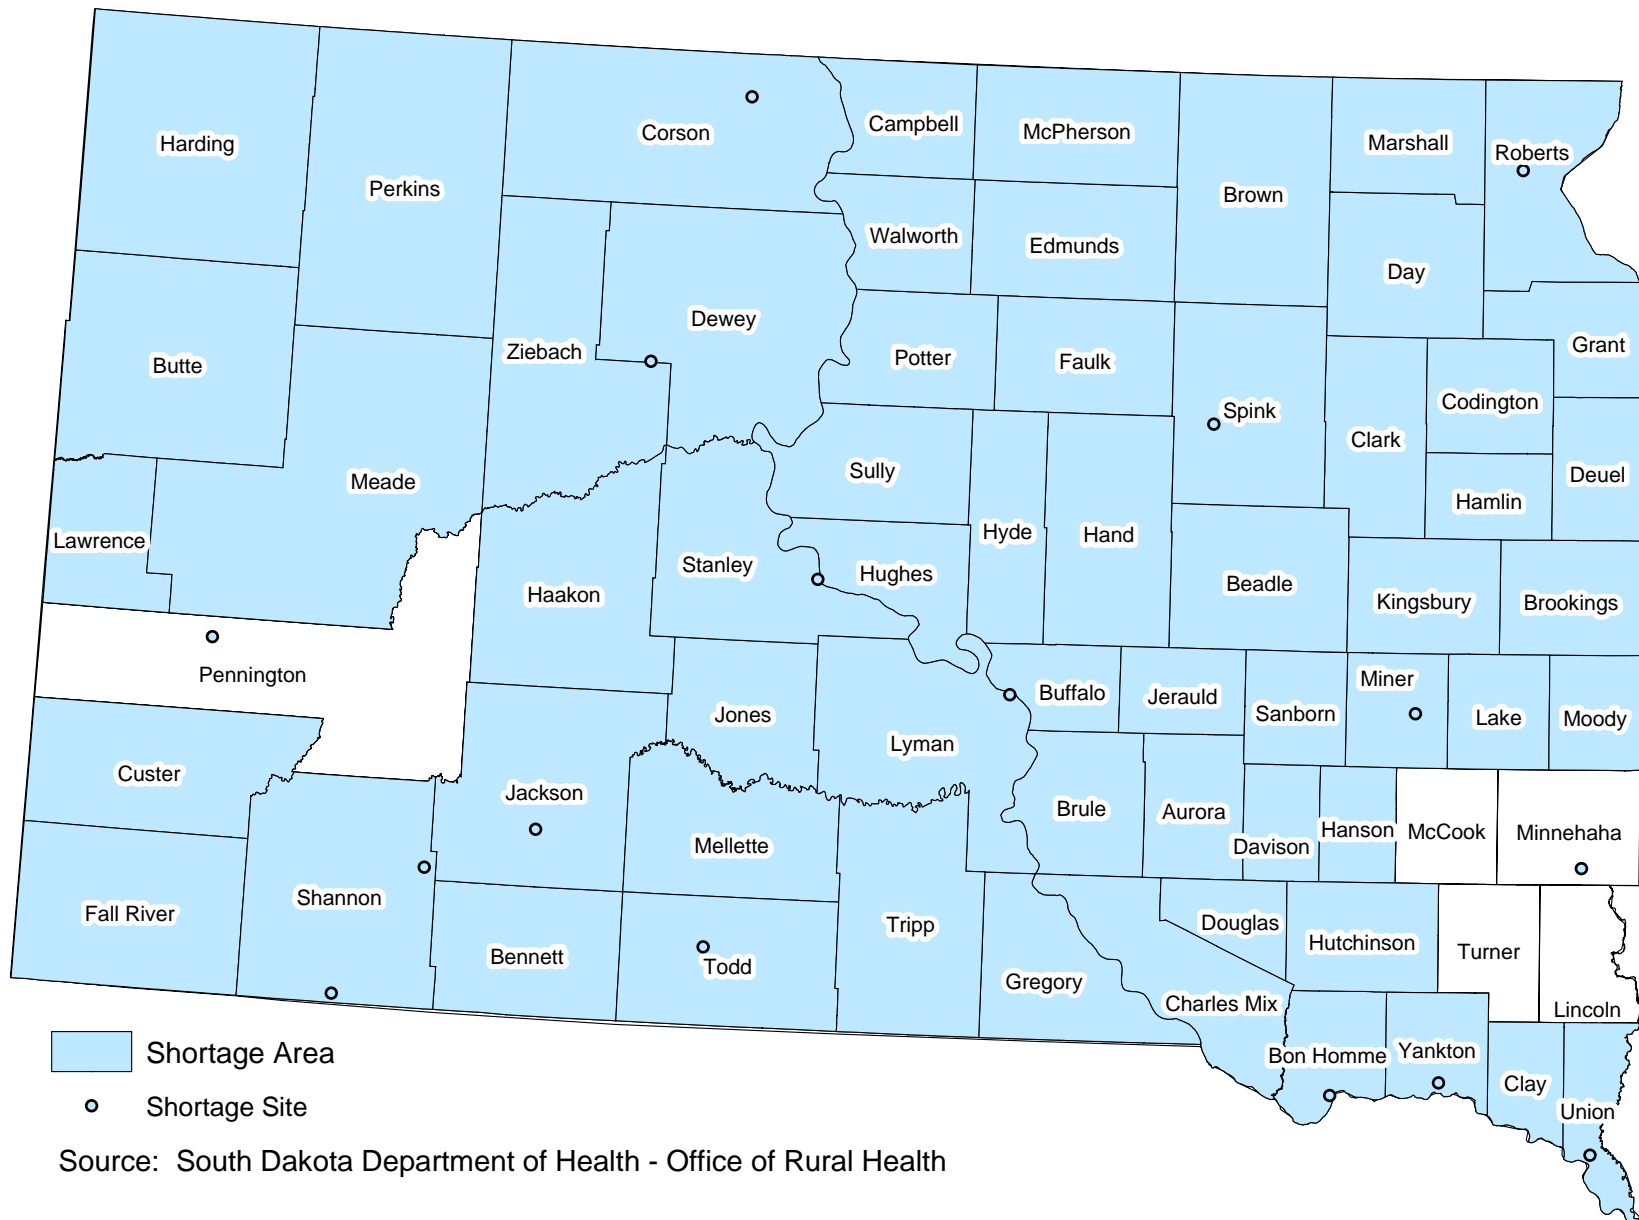 Harding
Perkins
Corson
Campbell
McPherson
Brown
Marshall
Roberts
Walworth
Edmunds
Day
Butte
Ziebach
Dewey
Potter
Faulk
Spink
Grant
Codington
Clark
Deuel
Meade
Sully
Hamlin
Lawrence
Haakon
Stanley
Hughes
Hyde
Hand
Beadle
Kingsbury
Brookings
Pennington
Jones
Lyman
Buffalo
Jerauld
Sanborn
Miner
Lake
Moody
Custer
Jackson
Mellette
Brule
Aurora
Davison
Hanson
McCook
Minnehaha
Fall River
Shannon
Bennett
Todd
Tripp
Gregory
Douglas
Charles Mix
Hutchinson
Turner
Lincoln
Bon Homme
Yankton
Clay
Union
Shortage Area
Shortage Site
Source: South Dakota Department of Health - Office of Rural Health